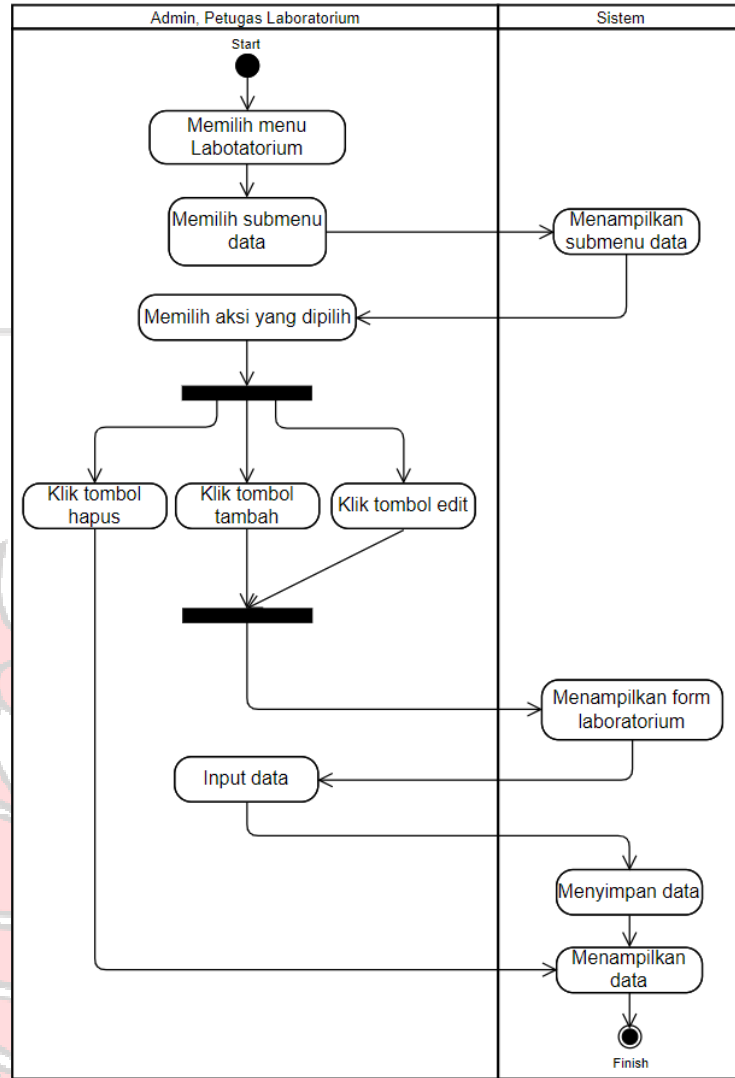 Admin, Petugas Laboratorium
Sistem
Start
Memilih menu
Labotatorium
Memilih submenu
data
Menampilkan
submenu data
Memilih aksi yang dipilih
Klik tombol
hapus
Klik tombol
tambah
Klik tombol edit
Menampilkan form
laboratorium
Input data
Menyimpan data
Menampilkan
data
Finish